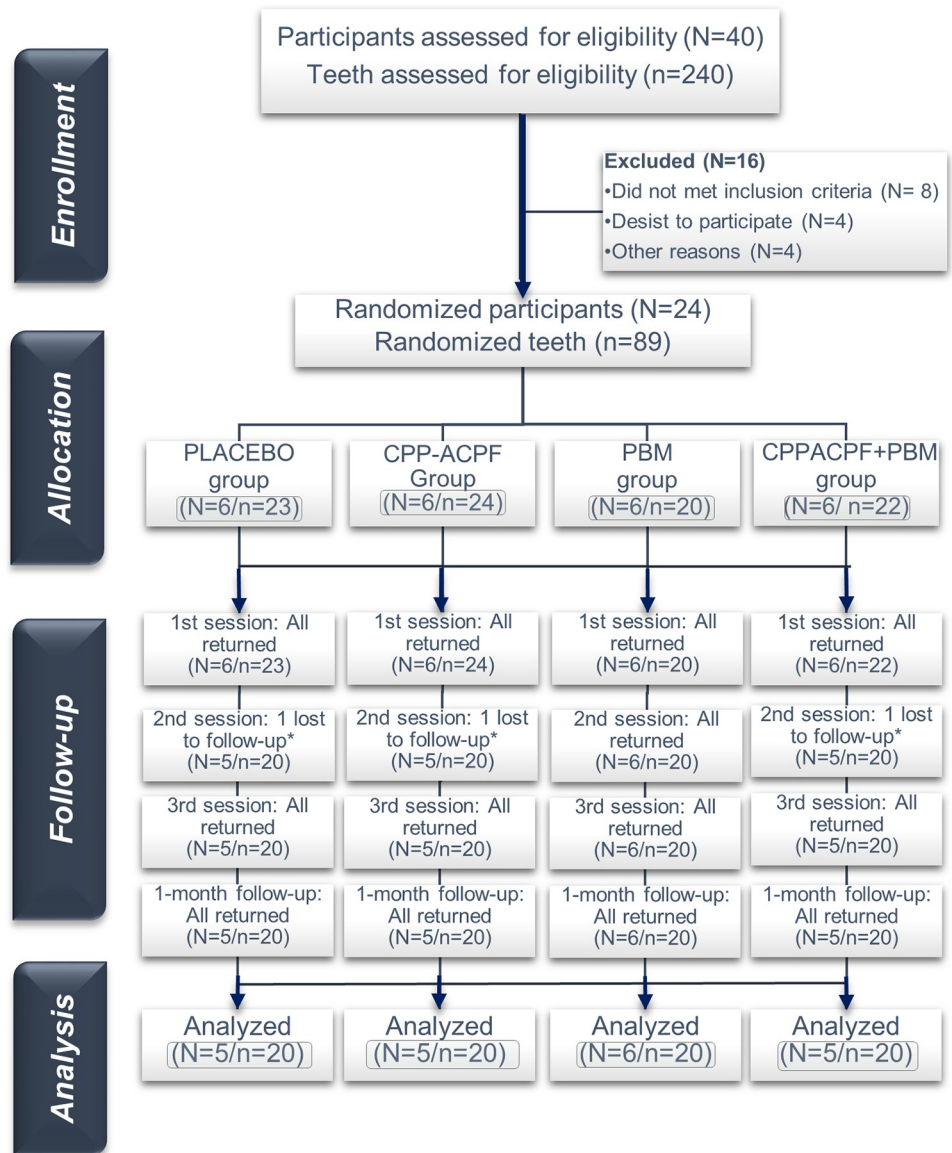 Enrollment
Participants assessed for eligibility (N=40)
Teeth assessed for eligibility (n=240)
Excluded (N=16)
•Did not met inclusion criteria (N= 8)
•Desist to participate (N=4)
•Other reasons (N=4)
Randomized participants (N=24)
Randomized teeth (n=89)
Allocation
PLACEBO
group
(N=6/n=23)
CPP-ACPF
Group
(N=6/n=24)
PBM
group
(N=6/n=20)
CPPACPF+PBM
group
(N=6/ n=22)
Follow-up
1st session: All
returned
(N=6/n=23)
1st session: All
returned
(N=6/n=24)
1st session: All
returned
(N=6/n=20)
1st session: All
returned
(N=6/n=22)
2nd session: 1 lost
to follow-up*
(N=5/n=20)
2nd session: 1 lost
to follow-up*
(N=5/n=20)
2nd session: All
returned
(N=6/n=20)
2nd session: 1 lost
to follow-up*
(N=5/n=20)
3rd session: All
returned
(N=5/n=20)
3rd session: All
returned
(N=5/n=20)
3rd session: All
returned
(N=6/n=20)
3rd session: All
returned
(N=5/n=20)
1-month follow-up:
All returned
(N=5/n=20)
1-month follow-up:
All returned
(N=5/n=20)
1-month follow-up:
All returned
(N=6/n=20)
1-month follow-up:
All returned
(N=5/n=20)
Analysis
Analyzed
(N=5/n=20)
Analyzed
(N=5/n=20)
Analyzed
(N=6/n=20)
Analyzed
(N=5/n=20)